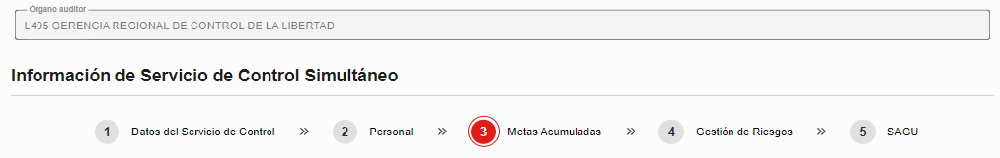 Órgano auditor
L495 GERENCIA REGIONAL DE CONTROL DE LA LIBERTAD
Información de Servicio de Control Simultáneo
1 Datos del Servicio de Control » 2 Personal » 3 Metas Acumuladas » 4 Gestión de Riesgos » 5 SAGU